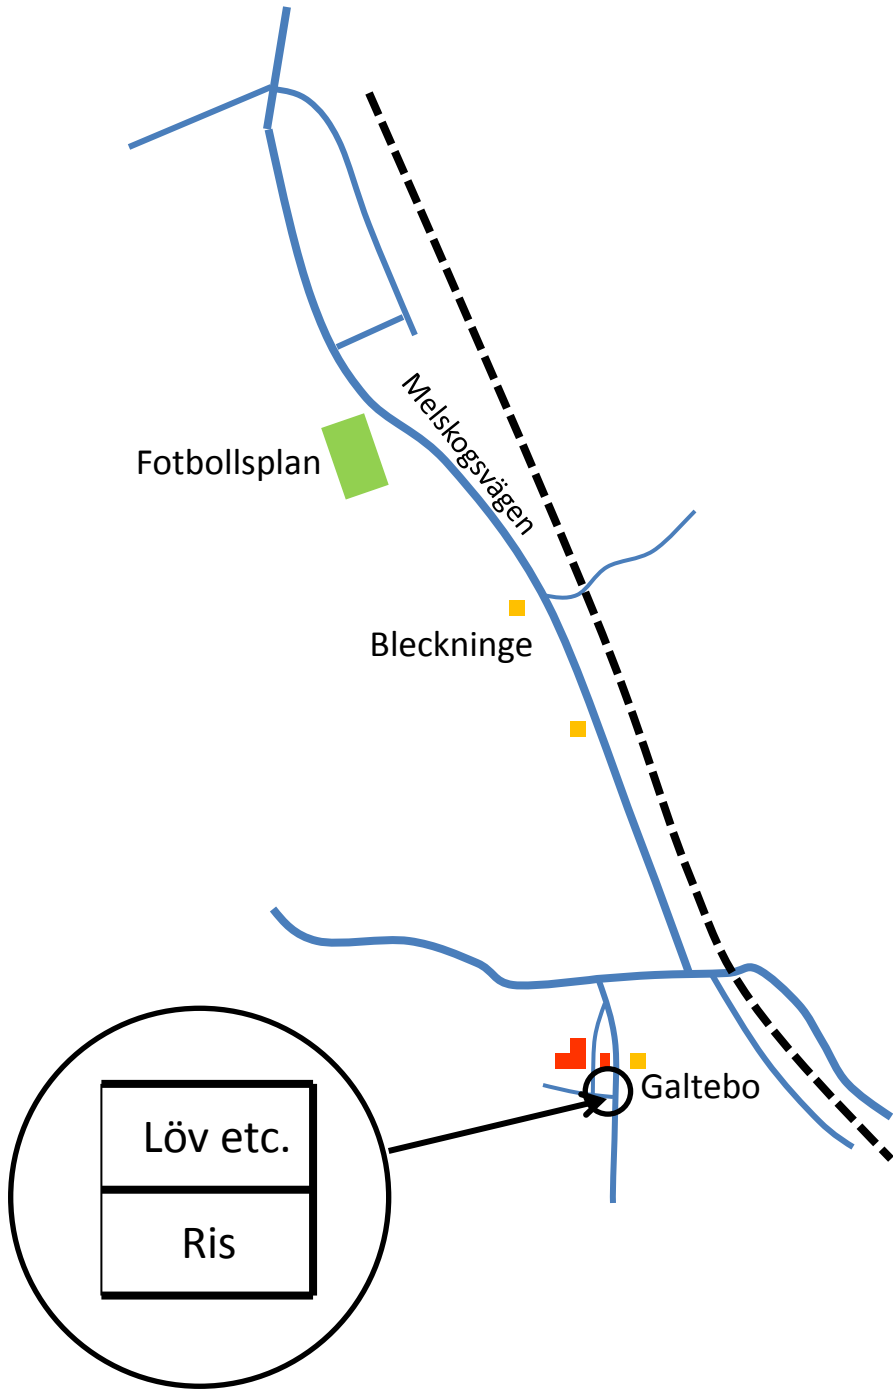 Melskogsvägen
Fotbollsplan
Bleckninge
Galtebo
Löv etc.
Ris